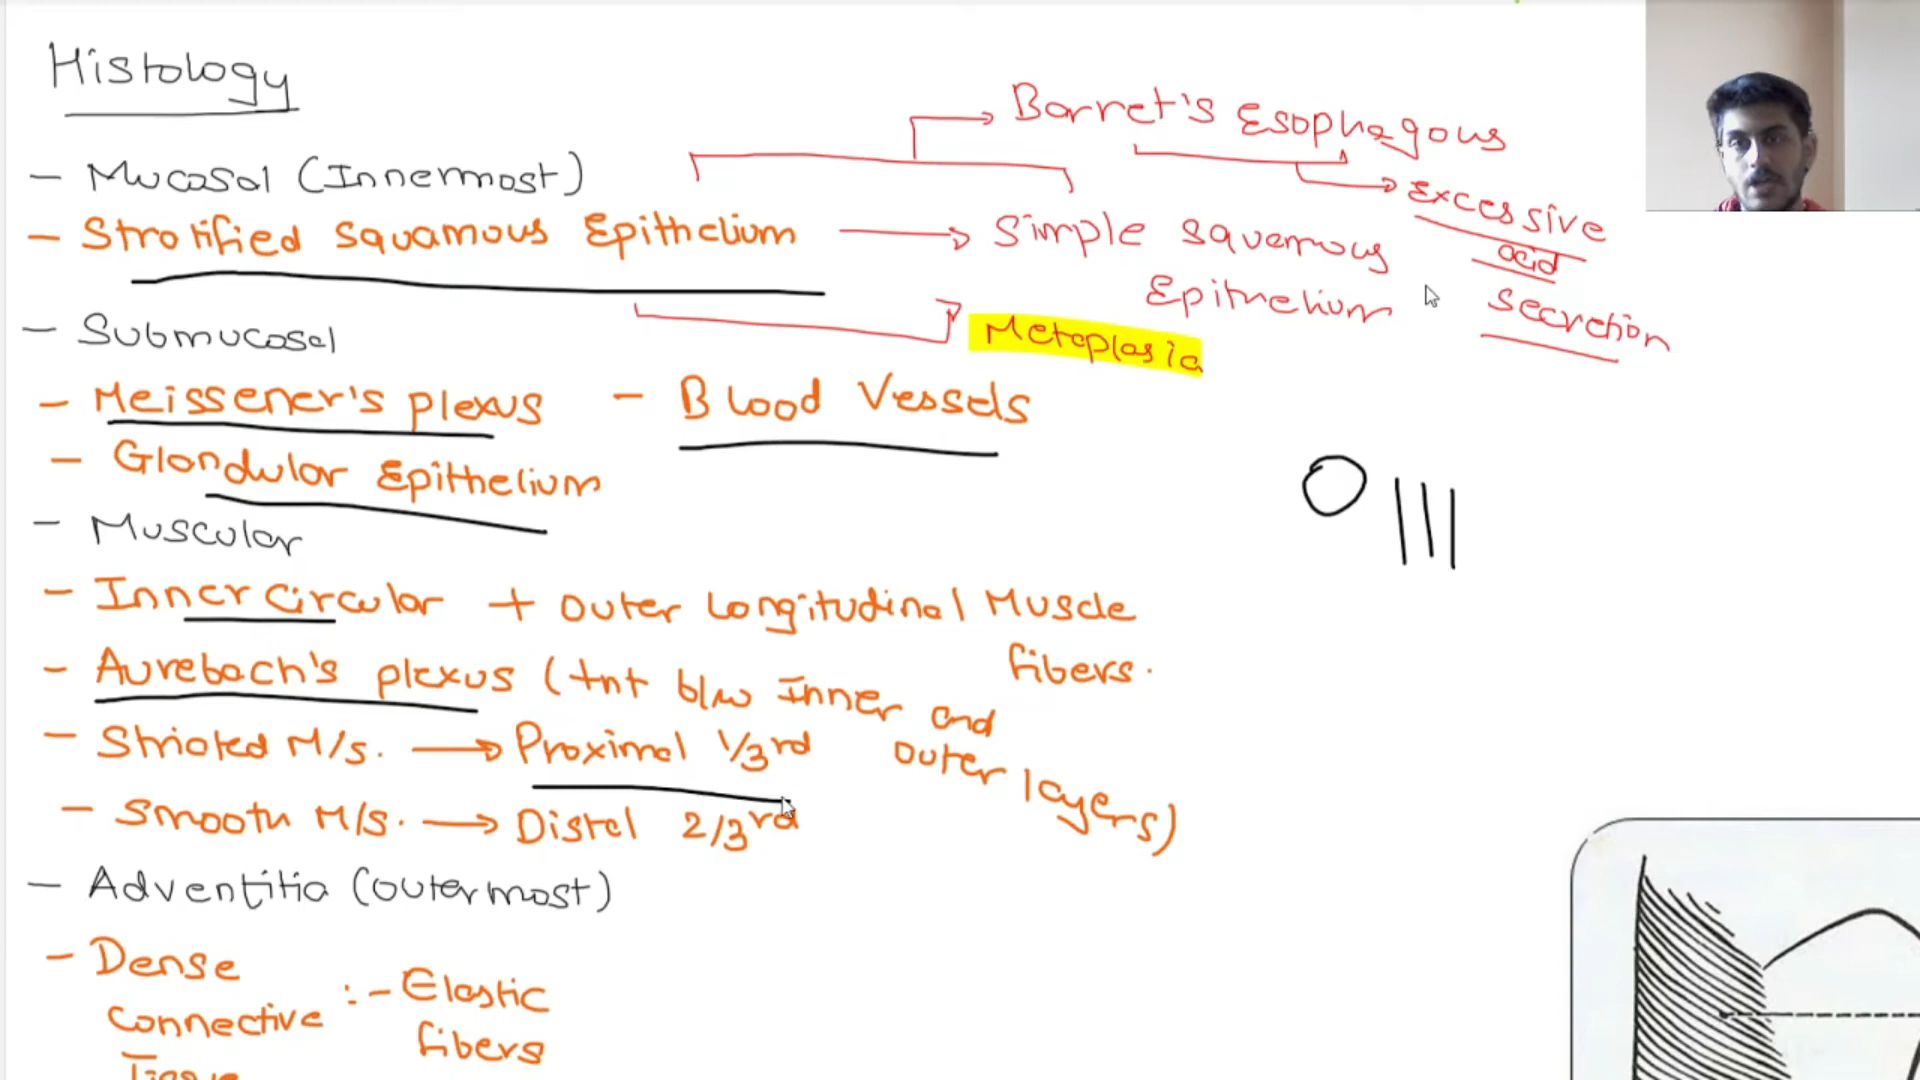 Histology
- Mucosal (Innermost)
- Stratified Squamous Epithelium → Simple squamous Epithelium
Barret's Esophagous
Excessive acid secretion
Metaplasia
- Submucosal
- Meissener's plexus - Blood Vessels
- Glandular Epithelium
- Muscular
- Inner Circular + Outer Longitudinal Muscle fibers.
- Aurebach's plexus (tnt b/w Inner and outer layers)
- Striated M/s. → Proximal 1/3rd
- Smooth M/s. → Distal 2/3rd
- Adventitia (outermost)
- Dense :- Elastic
Connective fibers
Tissue